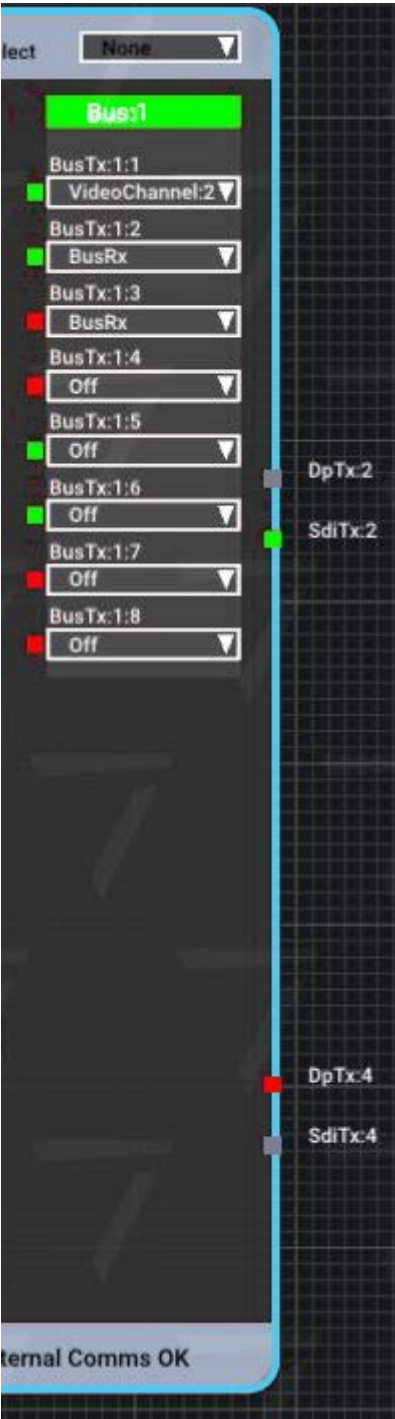 lect None
Bus:1
BusTx:1:1
VideoChannel:2
BusTx:1:2
BusRx
BusTx:1:3
BusRx
BusTx:1:4
Off
BusTx:1:5
Off
DpTx:2
BusTx:1:6
Off
SdiTx:2
BusTx:1:7
Off
BusTx:1:8
Off
DpTx:4
SdiTx:4
ternal Comms OK